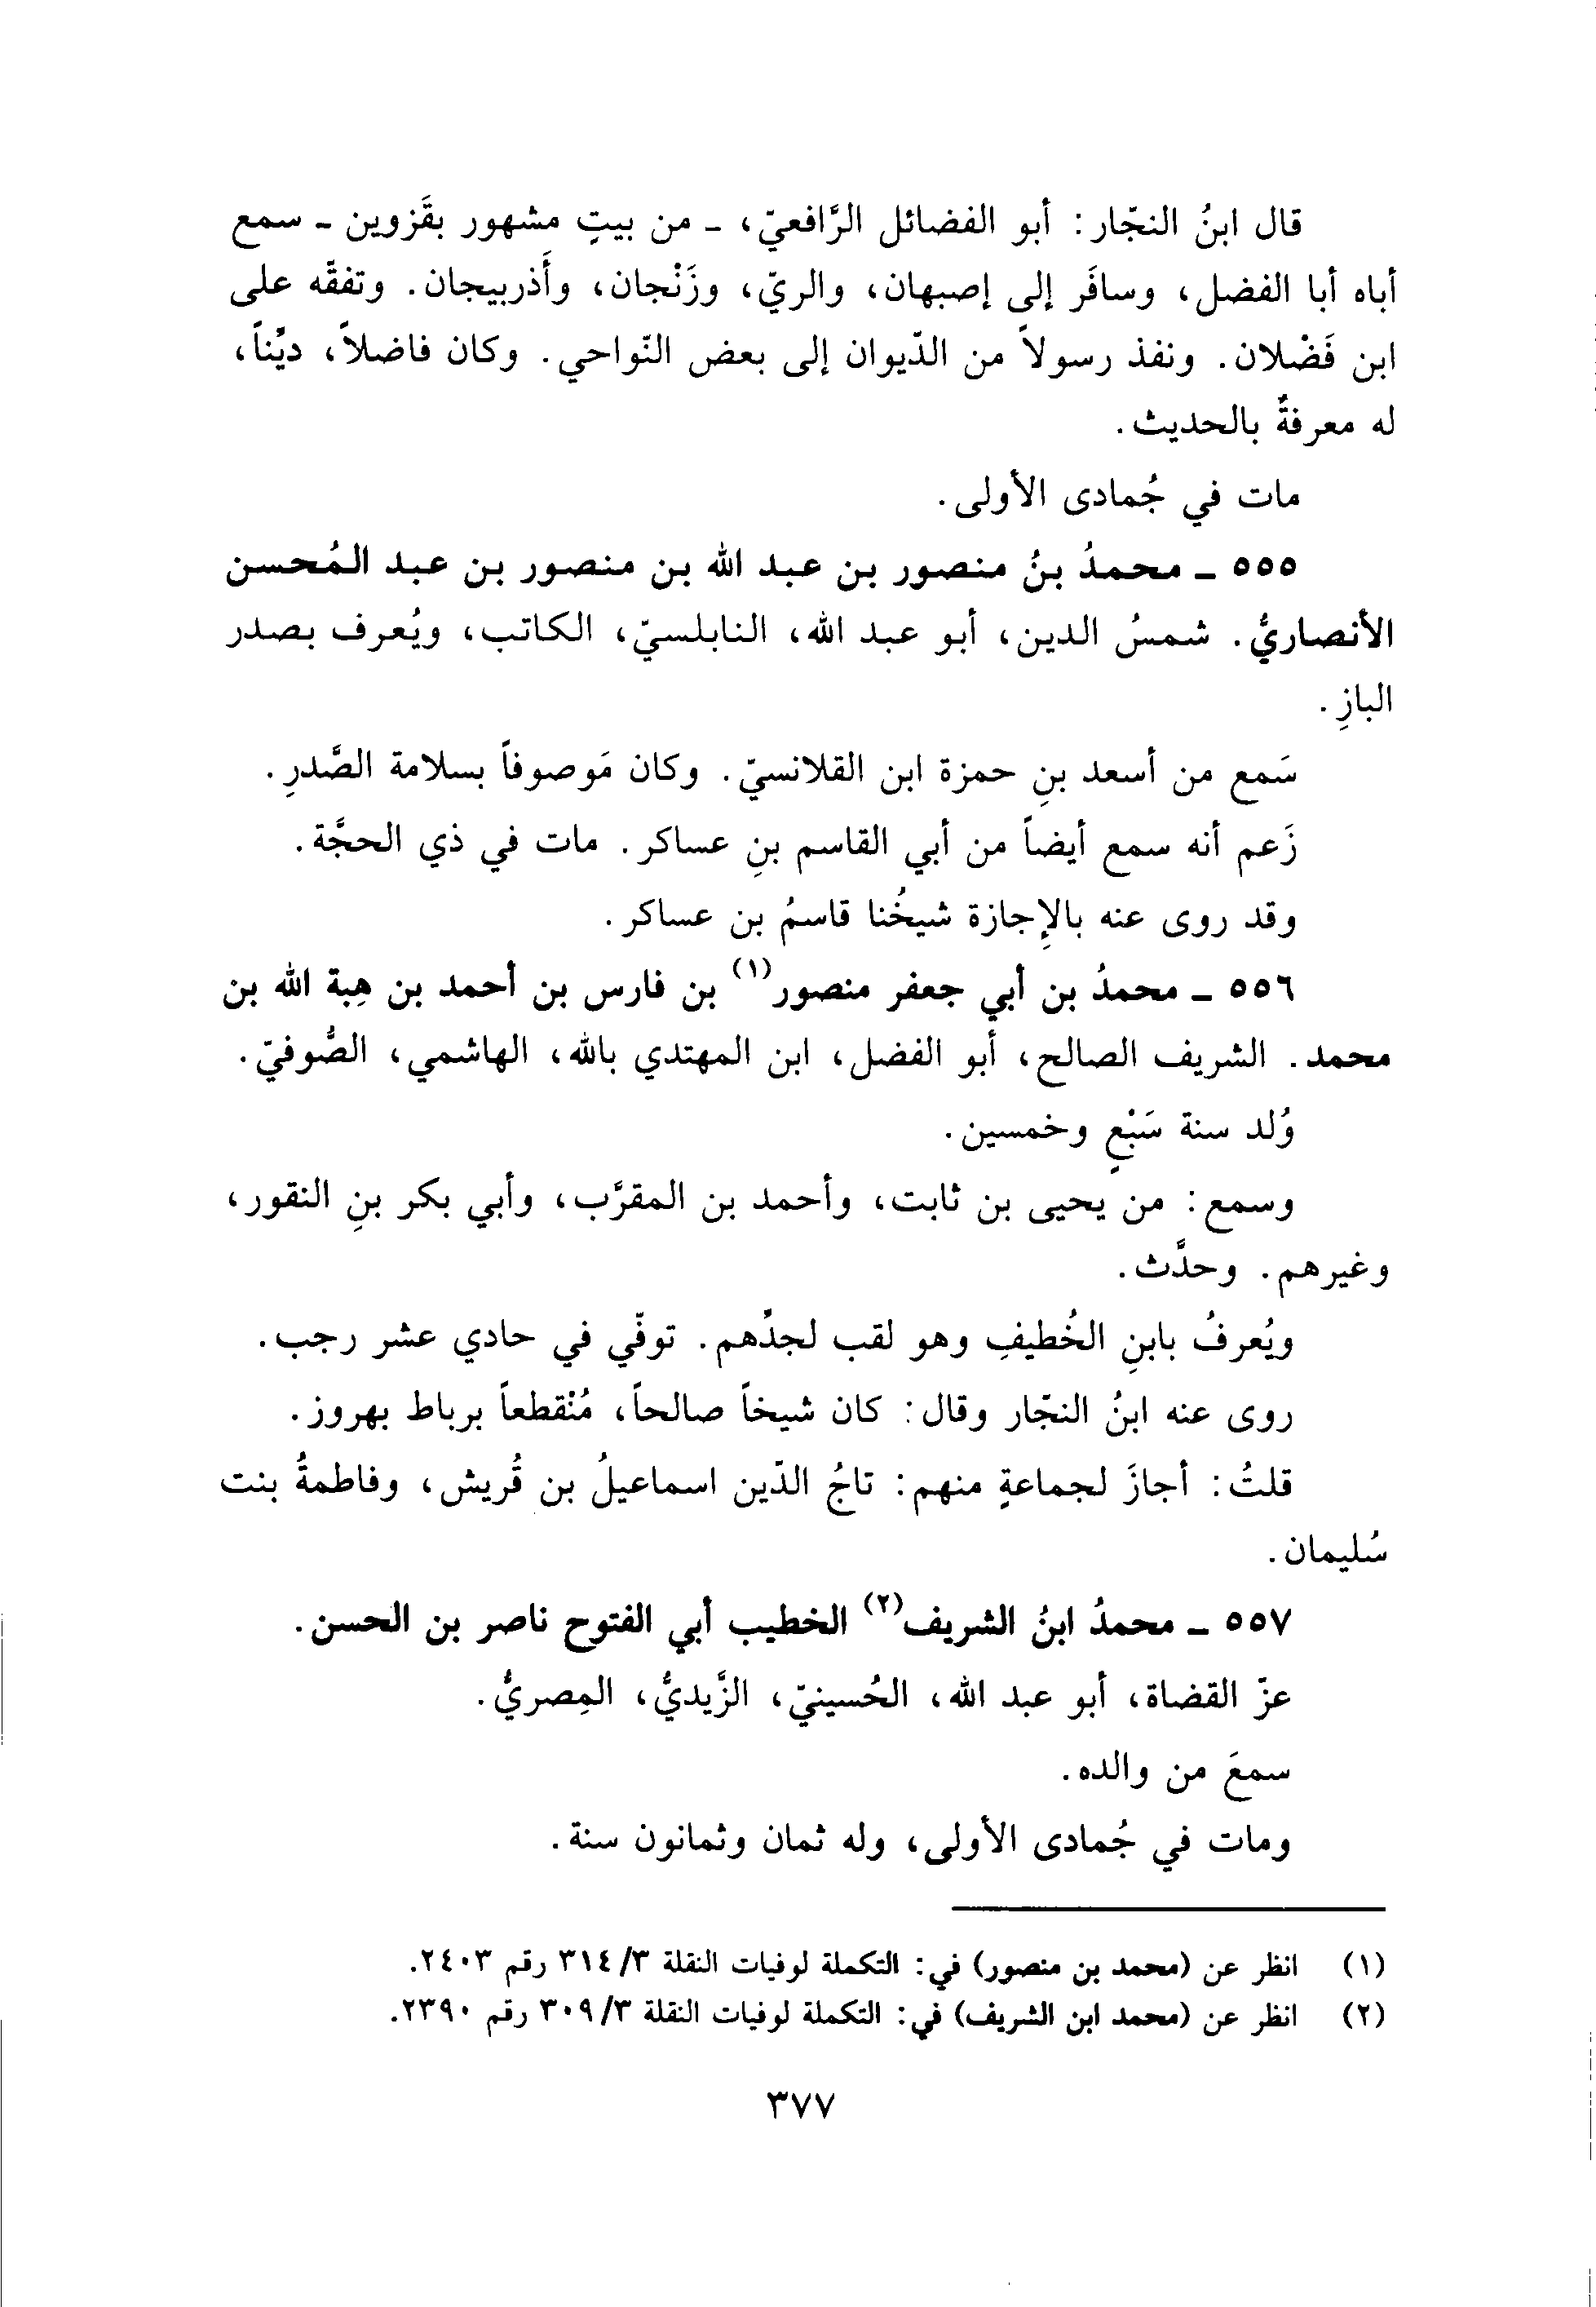 قال ابنُ النجّار: أبو الفضائل الرَّافعيّ، - من بيتٍ مشهور بقَزوين - سمع
أباه أبا الفضل، وسافَر إلى إصبهان، والريّ، وزَنْجان، وأَذربيجان. وتفقَّه على
ابن فَضْلان. ونفذ رسولاً من الدّيوان إلى بعض النّواحي. وكان فاضلاً، ديِّناً،
له معرفةٌ بالحديث.
مات في جُمادى الأولى.
٥٥٥ - محمدُ بنُ منصور بن عبد الله بن منصور بن عبد المُحسن
الأنصاريُّ. شمسُ الدين، أبو عبد الله، النابلسيّ، الكاتب، ويُعرف بصدر
البازِ.
سَمع من أسعد بنِ حمزة ابن القلانسيّ. وكان مَوصوفاً بسلامة الصَّدرِ.
زَعم أنه سمع أيضاً من أبي القاسم بنِ عساكر. مات في ذي الحجَّة.
وقد روى عنه بالإِجازة شيخُنا قاسمُ بن عساكر.
٥٥٦ - محمدُ بن أبي جعفر منصور(١) بن فارس بن أحمد بن هِبة الله بن
محمد. الشريف الصالح، أبو الفضل، ابن المهتدي بالله، الهاشمي، الصُّوفيّ.
وُلد سنة سَبْعٍ وخمسين.
وسمع: من يحيى بن ثابت، وأحمد بن المقرَّب، وأبي بكر بنِ النقور،
وغيرهم. وحدَّث.
ويُعرفُ بابنِ الخُطيفِ وهو لقب لجدِّهم. توفّي في حادي عشر رجب.
روى عنه ابنُ النجّار وقال: كان شيخاً صالحاً، مُنْقطعاً برباط بهروز.
قلتُ: أجازَ لجماعةٍ منهم: تاجُ الدّين اسماعيلُ بن قُريش، وفاطمةُ بنت
سُليمان.
٥٥٧ - محمدُ ابنُ الشريف(٢) الخطيب أبي الفتوح ناصر بن الحسن.
عزّ القضاة، أبو عبد الله، الحُسينيّ، الزَّيديُّ، المِصريُّ.
سمعَ من والده.
ومات في جُمادى الأولى، وله ثمان وثمانون سنة.
(١) انظر عن (محمد بن منصور) في: التكملة لوفيات النقلة ٣١٤/٣ رقم ٢٤٠٣.
(٢) انظر عن (محمد ابن الشريف) في: التكملة لوفيات النقلة ٣٠٩/٣ رقم ٢٣٩٠.
٣٧٧